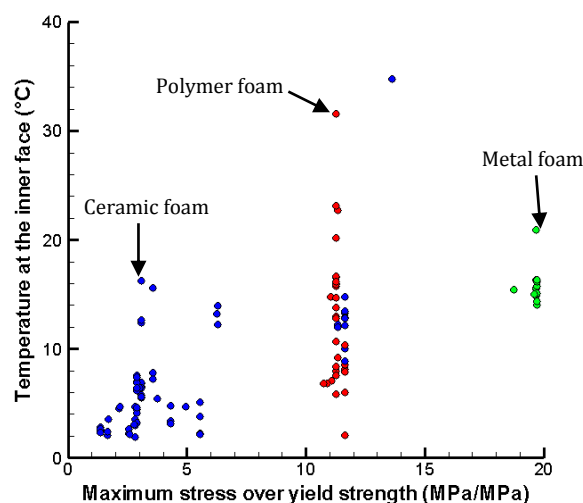 40
Polymer foam
30
Metal foam
Ceramic foam
20
10
0
0 5 10 15 20
Temperature at the inner face (°C)
Maximum stress over yield strength (MPa/MPa)